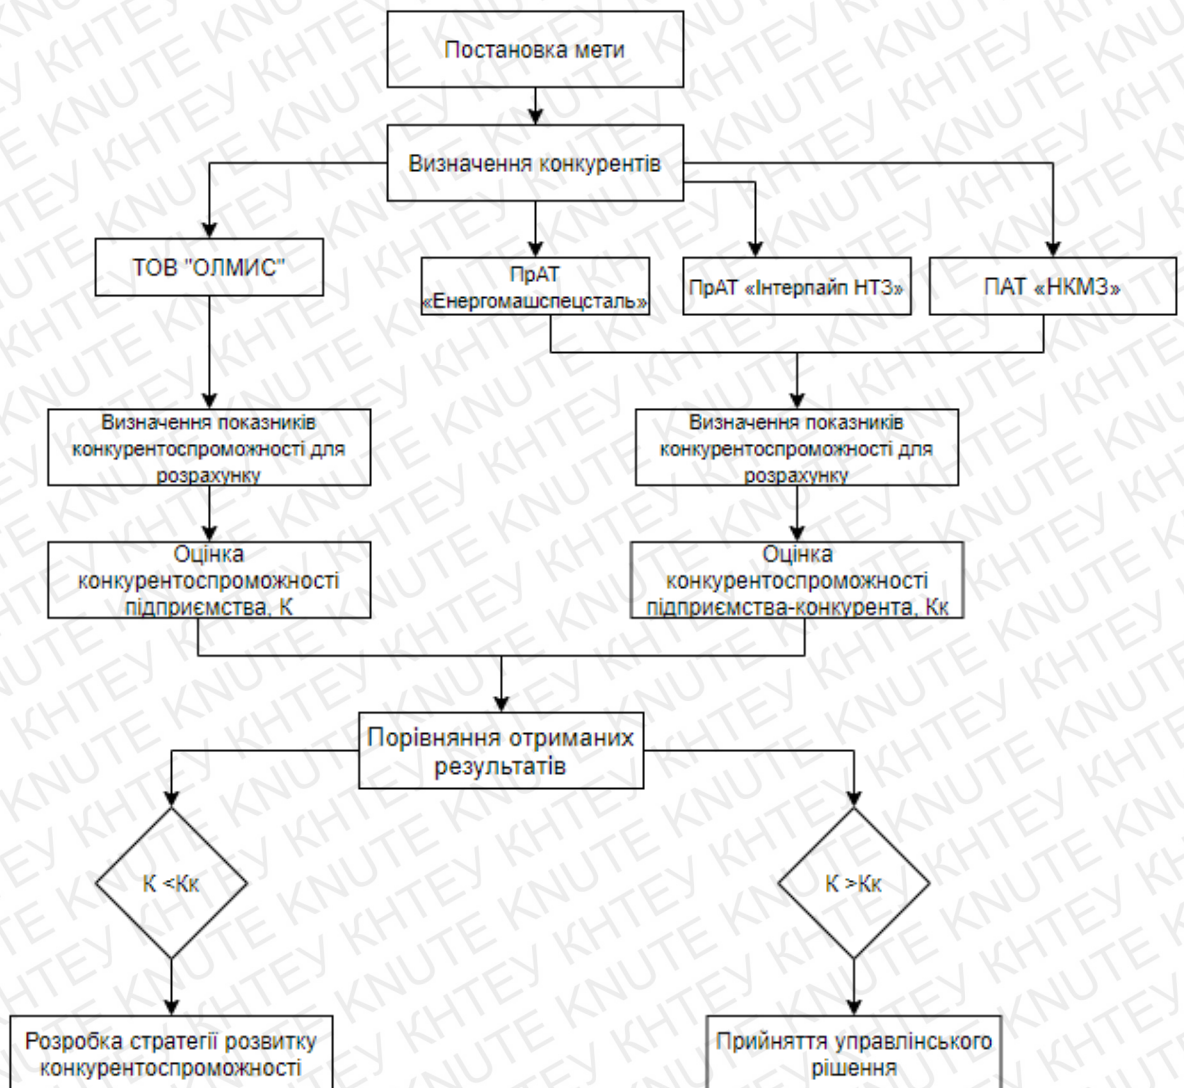 Постановка мети
Визначення конкурентів
ТОВ "ОЛМИС"
ПрАТ
«Енергомашспецсталь»
ПрАТ «Інтерпайп НТЗ»
ПАТ «НКМЗ»
Визначення показників
конкурентоспроможності для
розрахунку
Визначення показників
конкурентоспроможності для
розрахунку
Оцінка
конкурентоспроможності
підприємства, К
Оцінка
конкурентоспроможності
підприємства-конкурента, Кк
Порівняння отриманих
результатів
К <Кк
К >Кк
Розробка стратегії розвитку
конкурентоспроможності
Прийняття управлінського
рішення